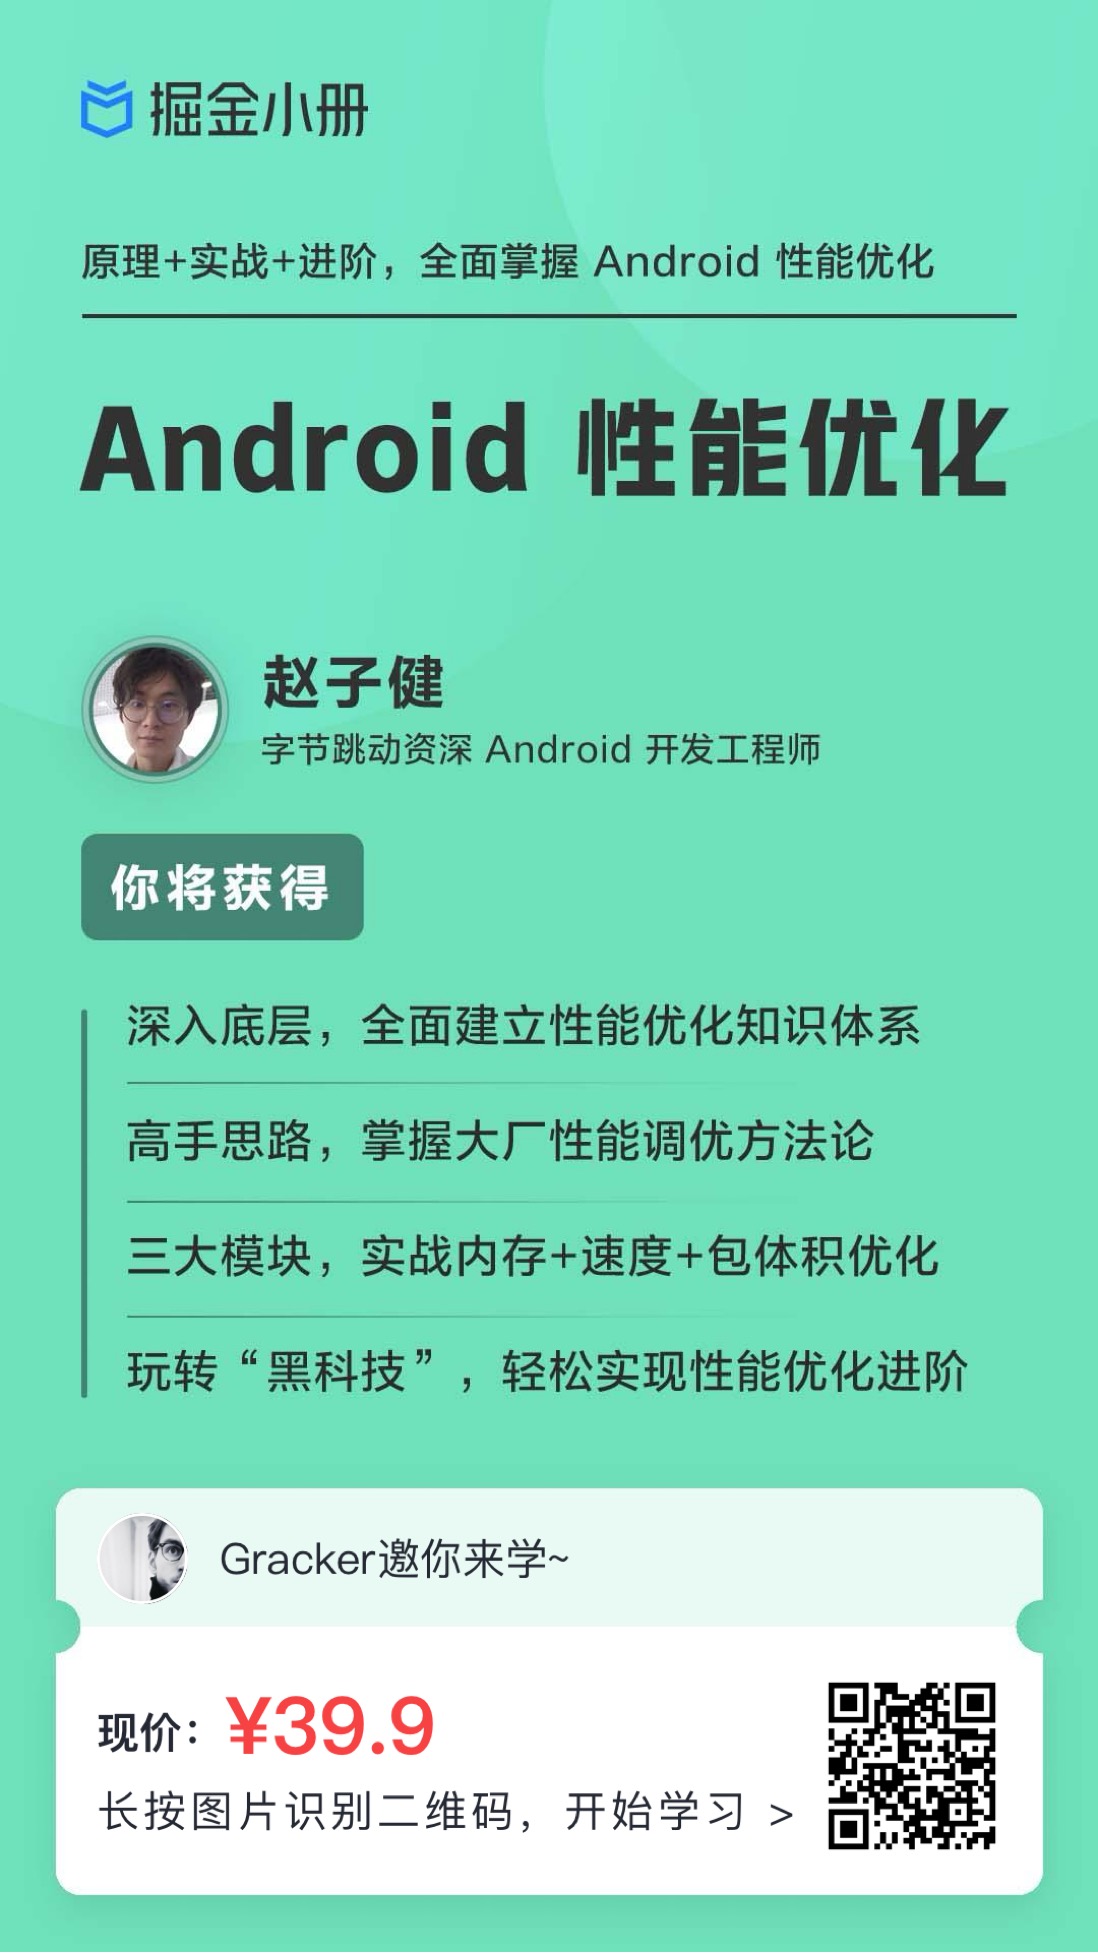 掘金小册
原理+实战+进阶，全面掌握 Android 性能优化
Android 性能优化
赵子健
字节跳动资深 Android 开发工程师
你将获得
深入底层，全面建立性能优化知识体系
高手思路，掌握大厂性能调优方法论
三大模块，实战内存+速度+包体积优化
玩转“黑科技”，轻松实现性能优化进阶
Gracker邀你来学~
现价：¥39.9
长按图片识别二维码，开始学习 >